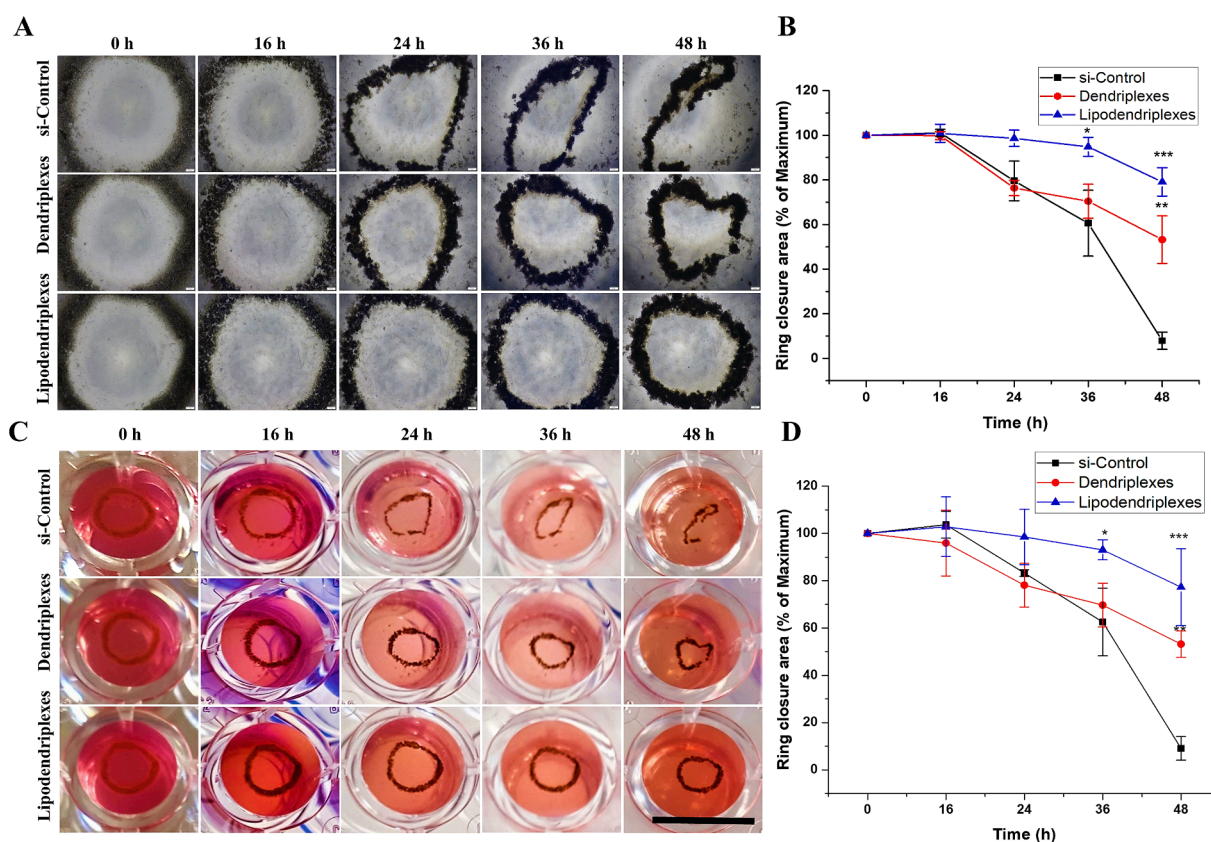 A
0 h 16 h 24 h 36 h 48 h
si-Control
Dendriplexes
Lipodendriplexes
B
si-Control
Dendriplexes
Lipodendriplexes
120
100
80
60
40
20
0
Ring closure area (% of Maximum)
*
***
**
0 16 24 36 48
Time (h)
C
0 h 16 h 24 h 36 h 48 h
si-Control
Dendriplexes
Lipodendriplexes
D
si-Control
Dendriplexes
Lipodendriplexes
120
100
80
60
40
20
0
Ring closure area (% of Maximum)
*
***
**
0 16 24 36 48
Time (h)